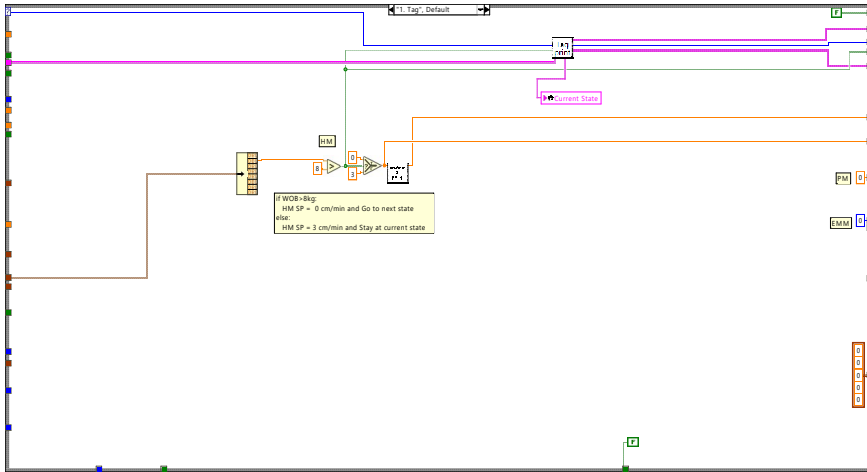 "1. Tag", Default
F
Tag
Current State
HM
0
8
>
3
if WOB>8kg:
HM SP = 0 cm/min and Go to next state
else:
HM SP = 3 cm/min and Stay at current state
PM
0
EMM
0
0
0
0
0
0
F